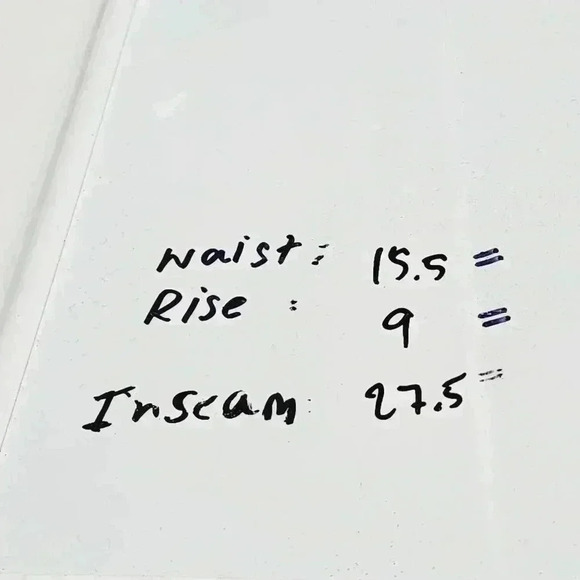 waist: 15.5 =
Rise : 9 =
Inseam: 27.5 =